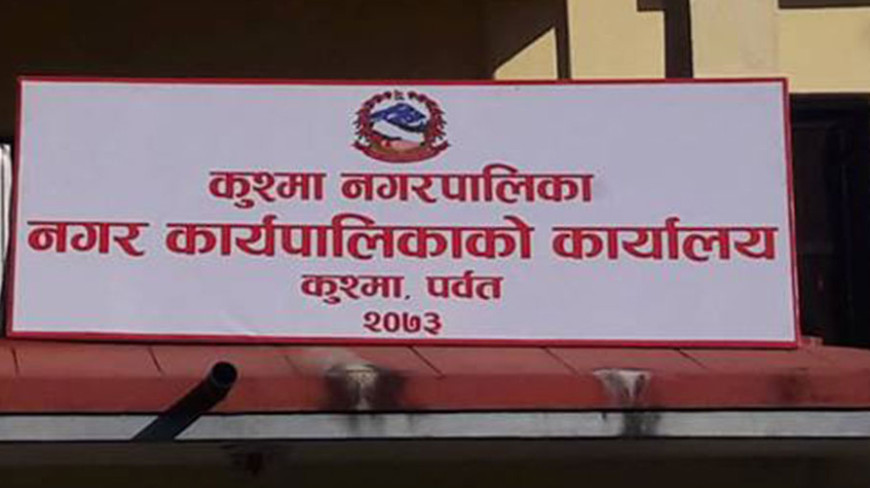 कुश्मा नगरपालिका
नगर कार्यपालिकाको कार्यालय
कुश्मा, पर्वत
२०७३